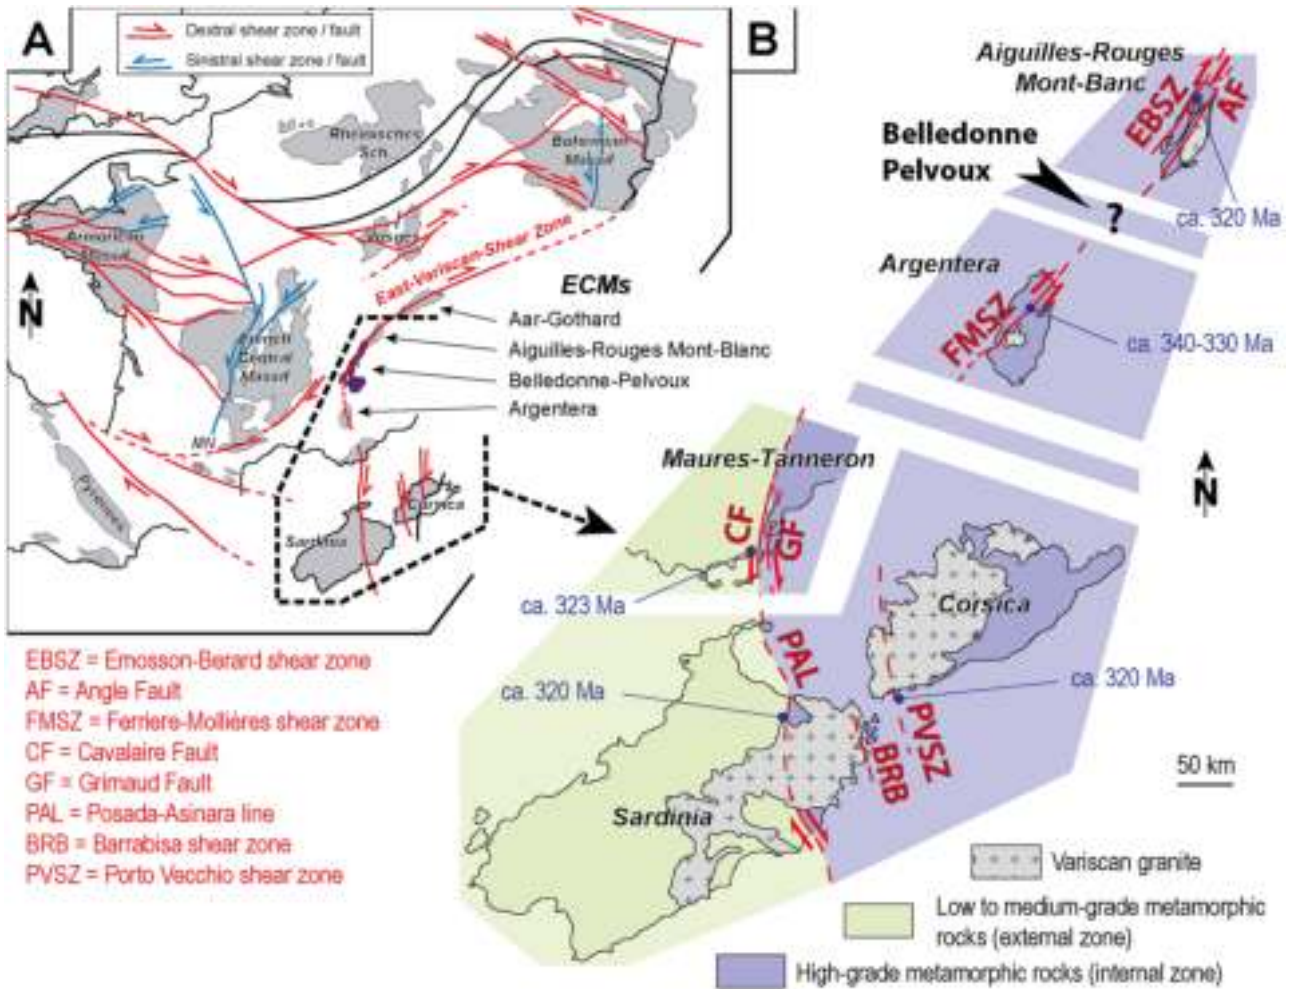 A
Dextral shear zone / fault
Sinistral shear zone / fault
Rhenisches
Sch.
Bohemian
Massif
Armorican
Massif
Vosges
East-Variscan-Shear Zone
N
ECMs
Aar-Gothard
Aiguilles-Rouges Mont-Blanc
Belledonne-Pelvoux
Argentera
French
Central
Massif
MN
Pyrenees
Corsica
Sardinia
EBSZ = Emosson-Berard shear zone
AF = Angle Fault
FMSZ = Ferriere-Mollières shear zone
CF = Cavalaire Fault
GF = Grimaud Fault
PAL = Posada-Asinara line
BRB = Barrabisa shear zone
PVSZ = Porto Vecchio shear zone
B
Aiguilles-Rouges
Mont-Banc
EBSZ
AF
Belledonne
Pelvoux
?
ca. 320 Ma
Argentera
FMSZ
ca. 340-330 Ma
Maures-Tanneron
CF
GF
N
ca. 323 Ma
Corsica
PAL
ca. 320 Ma
ca. 320 Ma
PVSZ
BRB
50 km
Sardinia
Variscan granite
Low to medium-grade metamorphic
rocks (external zone)
High-grade metamorphic rocks (internal zone)